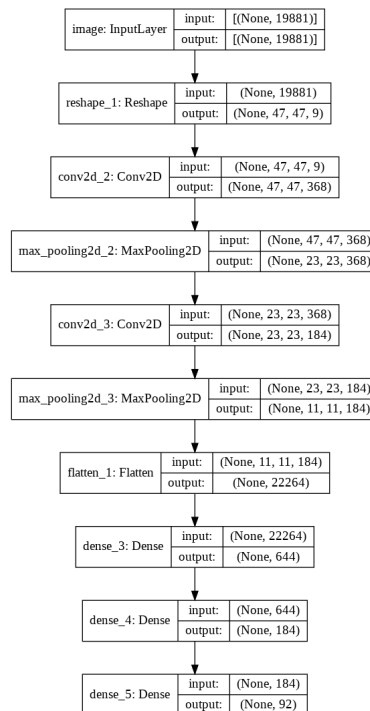 image: InputLayer
input: [(None, 19881)]
output: [(None, 19881)]
reshape_1: Reshape
input: (None, 19881)
output: (None, 47, 47, 9)
conv2d_2: Conv2D
input: (None, 47, 47, 9)
output: (None, 47, 47, 368)
max_pooling2d_2: MaxPooling2D
input: (None, 47, 47, 368)
output: (None, 23, 23, 368)
conv2d_3: Conv2D
input: (None, 23, 23, 368)
output: (None, 23, 23, 184)
max_pooling2d_3: MaxPooling2D
input: (None, 23, 23, 184)
output: (None, 11, 11, 184)
flatten_1: Flatten
input: (None, 11, 11, 184)
output: (None, 22264)
dense_3: Dense
input: (None, 22264)
output: (None, 644)
dense_4: Dense
input: (None, 644)
output: (None, 184)
dense_5: Dense
input: (None, 184)
output: (None, 92)